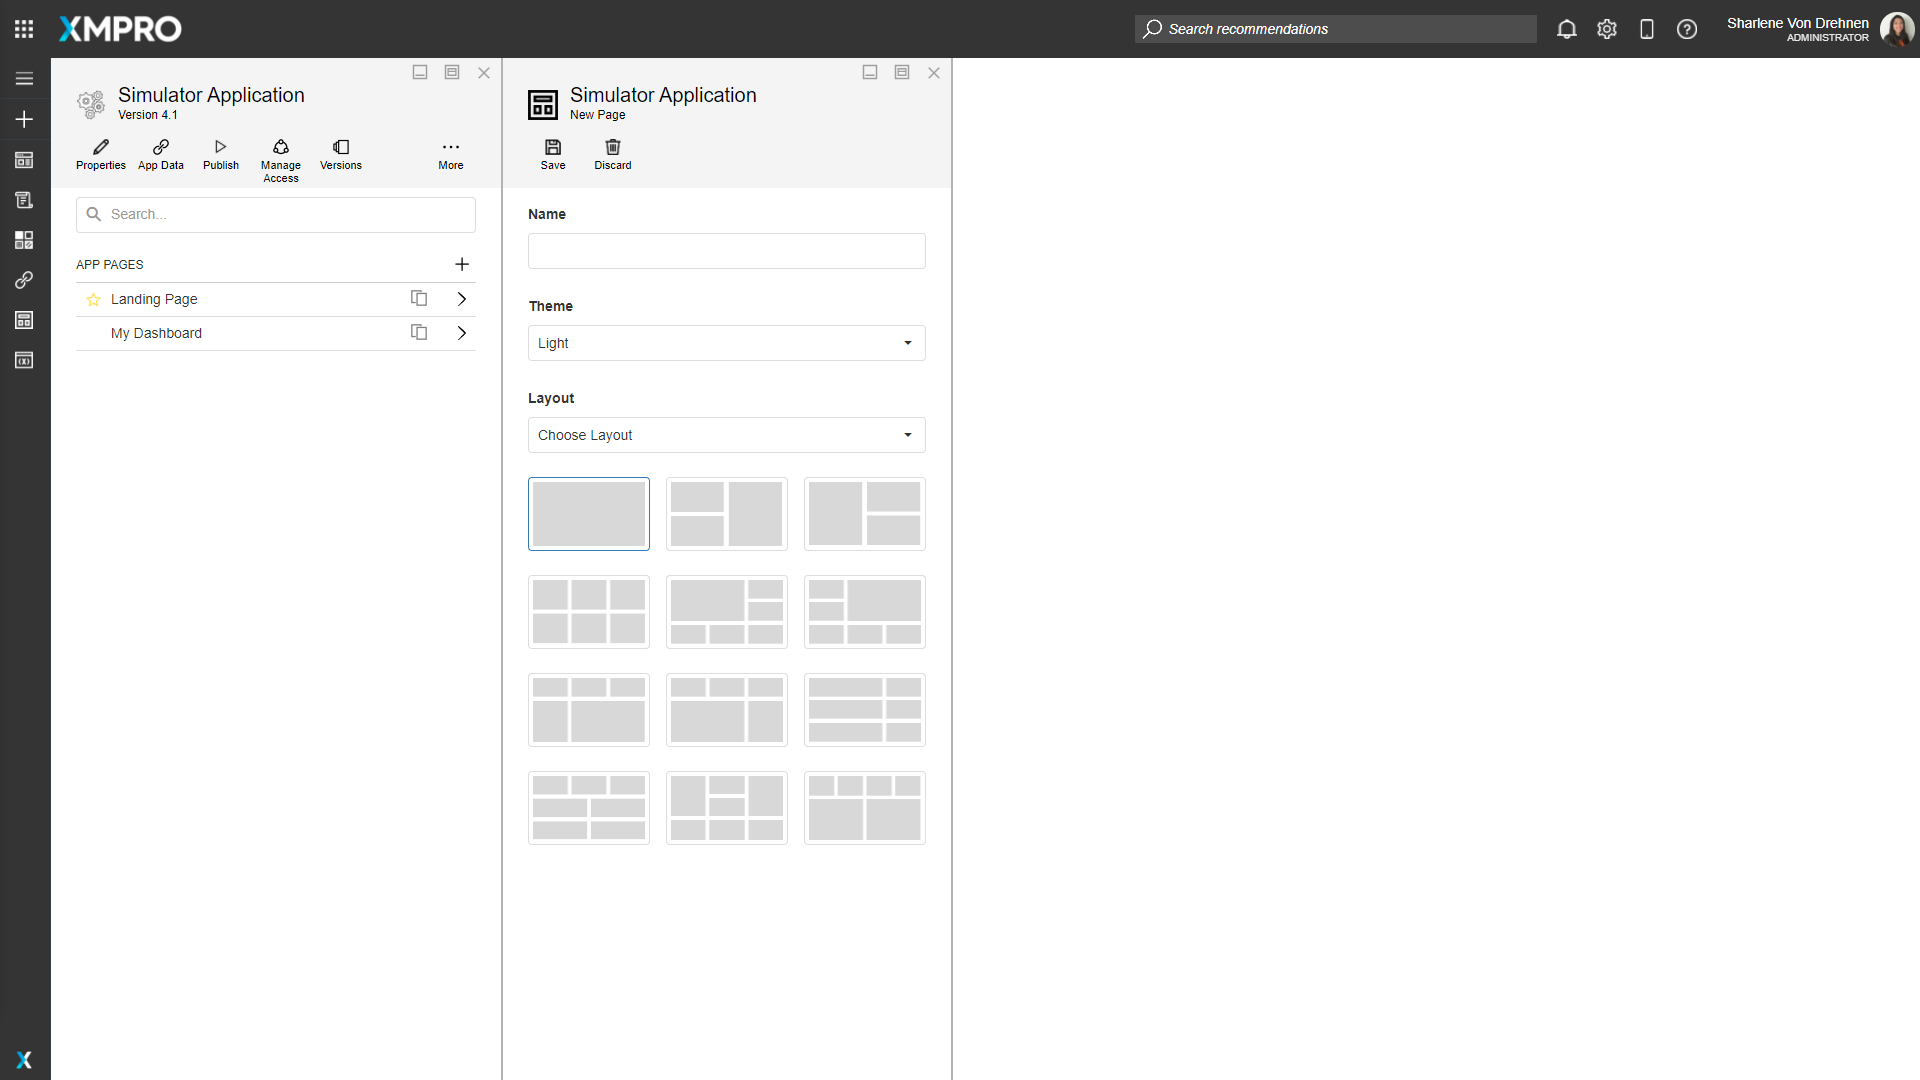 XMPRO
Search recommendations
Sharlene Von Drehnen
ADMINISTRATOR
Simulator Application
Version 4.1
Properties
App Data
Publish
Manage
Access
Versions
More
Search...
APP PAGES
Landing Page
My Dashboard
Simulator Application
New Page
Save
Discard
Name
Theme
Light
Layout
Choose Layout